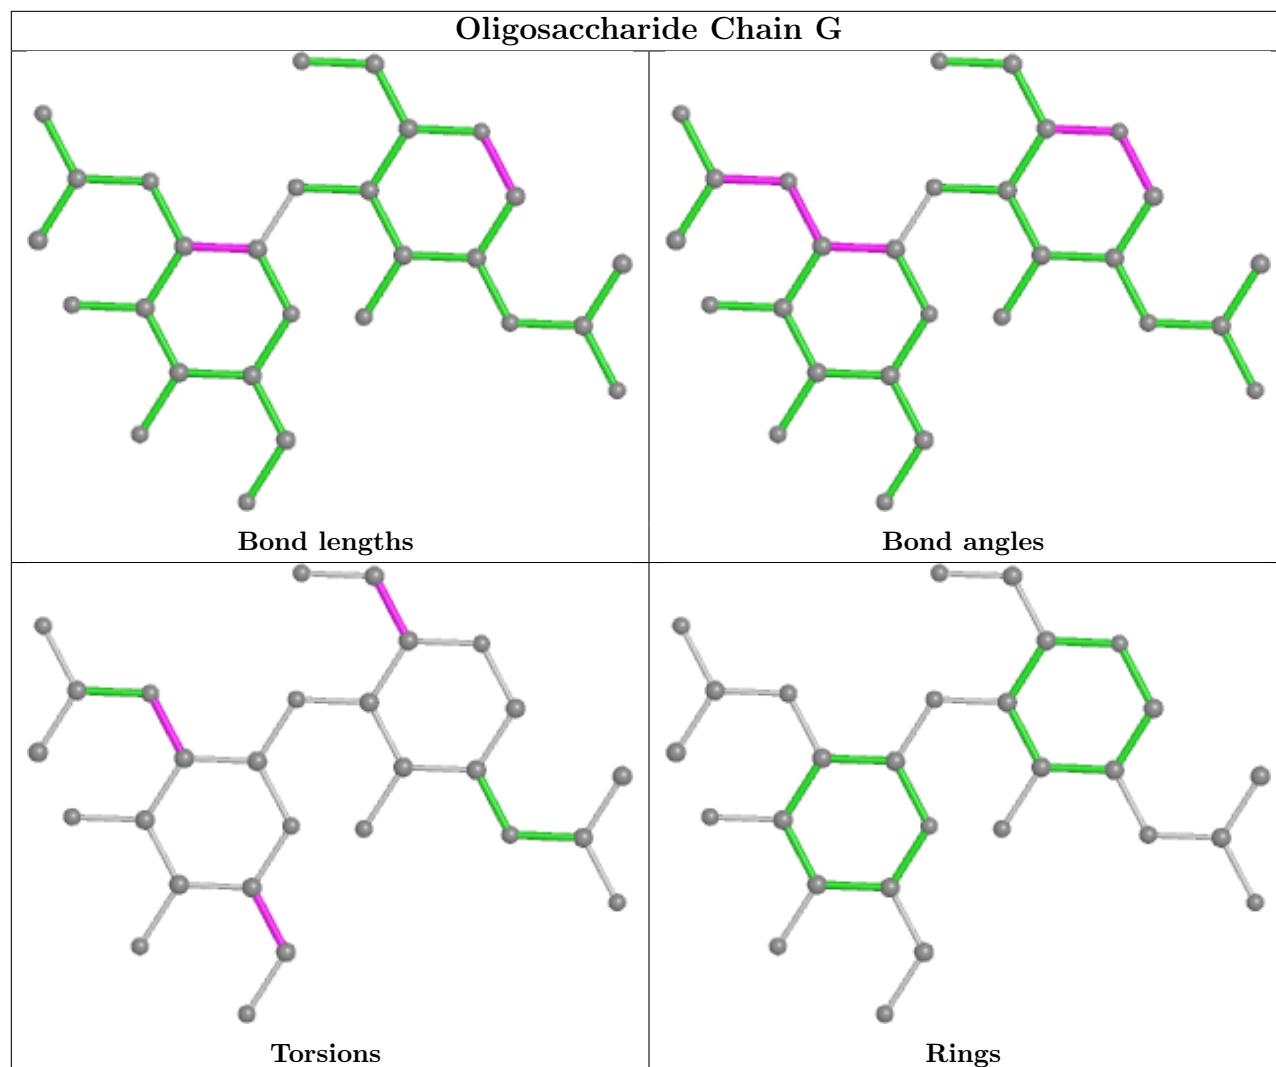 Oligosaccharide Chain G
Bond lengths
Bond angles
Torsions
Rings